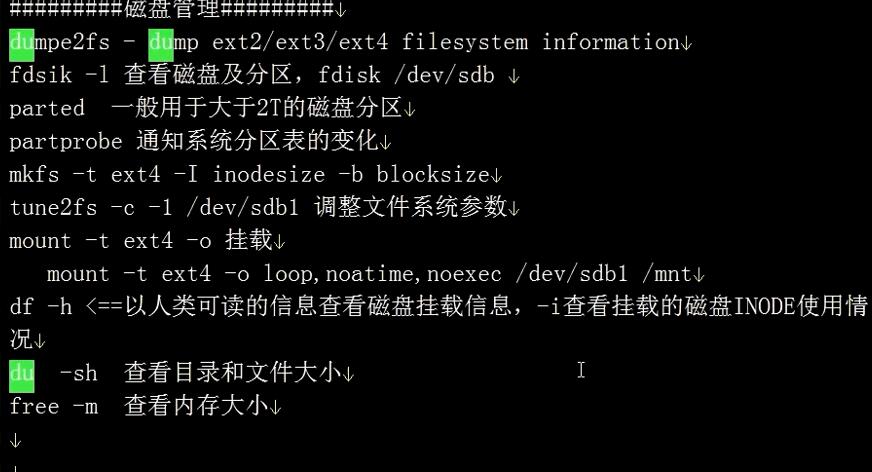 #########磁盘管理#########↓
dumpe2fs - dump ext2/ext3/ext4 filesystem information↓
fdsik -l 查看磁盘及分区，fdisk /dev/sdb ↓
parted  一般用于大于2T的磁盘分区↓
partprobe 通知系统分区表的变化↓
mkfs -t ext4 -I inodesize -b blocksize↓
tune2fs -c -1 /dev/sdb1 调整文件系统参数↓
mount -t ext4 -o 挂载↓
   mount -t ext4 -o loop,noatime,noexec /dev/sdb1 /mnt↓
df -h <==以人类可读的信息查看磁盘挂载信息，-i查看挂载的磁盘INODE使用情
况↓
du  -sh  查看目录和文件大小↓
free -m  查看内存大小↓
↓